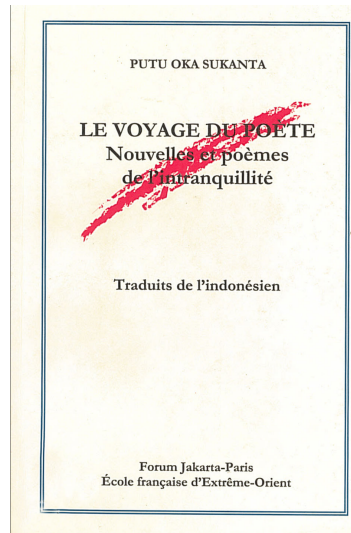 PUTU OKA SUKANTA
LE VOYAGE DU POÈTE
Nouvelles et poèmes
de l'intranquillité
Traduits de l'indonésien
Forum Jakarta-Paris
École française d'Extrême-Orient